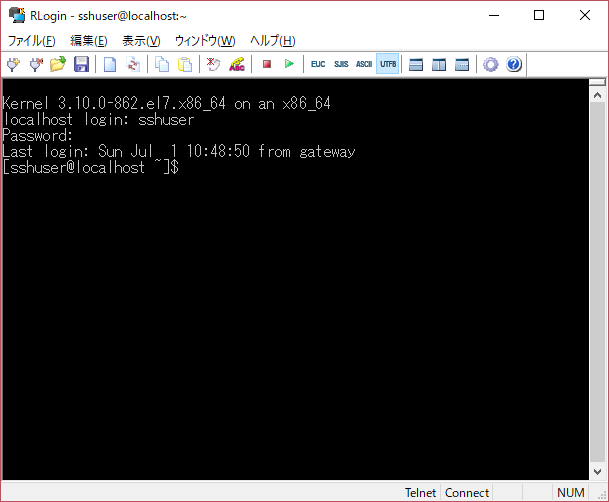 RLogin - sshuser@localhost:~
ファイル(F) 編集(E) 表示(V) ウィンドウ(W) ヘルプ(H)
ABC EUC SJIS ASCII UTF8
Kernel 3.10.0-862.el7.x86_64 on an x86_64
localhost login: sshuser
Password:
Last login: Sun Jul  1 10:48:50 from gateway
[sshuser@localhost ~]$
Telnet Connect NUM